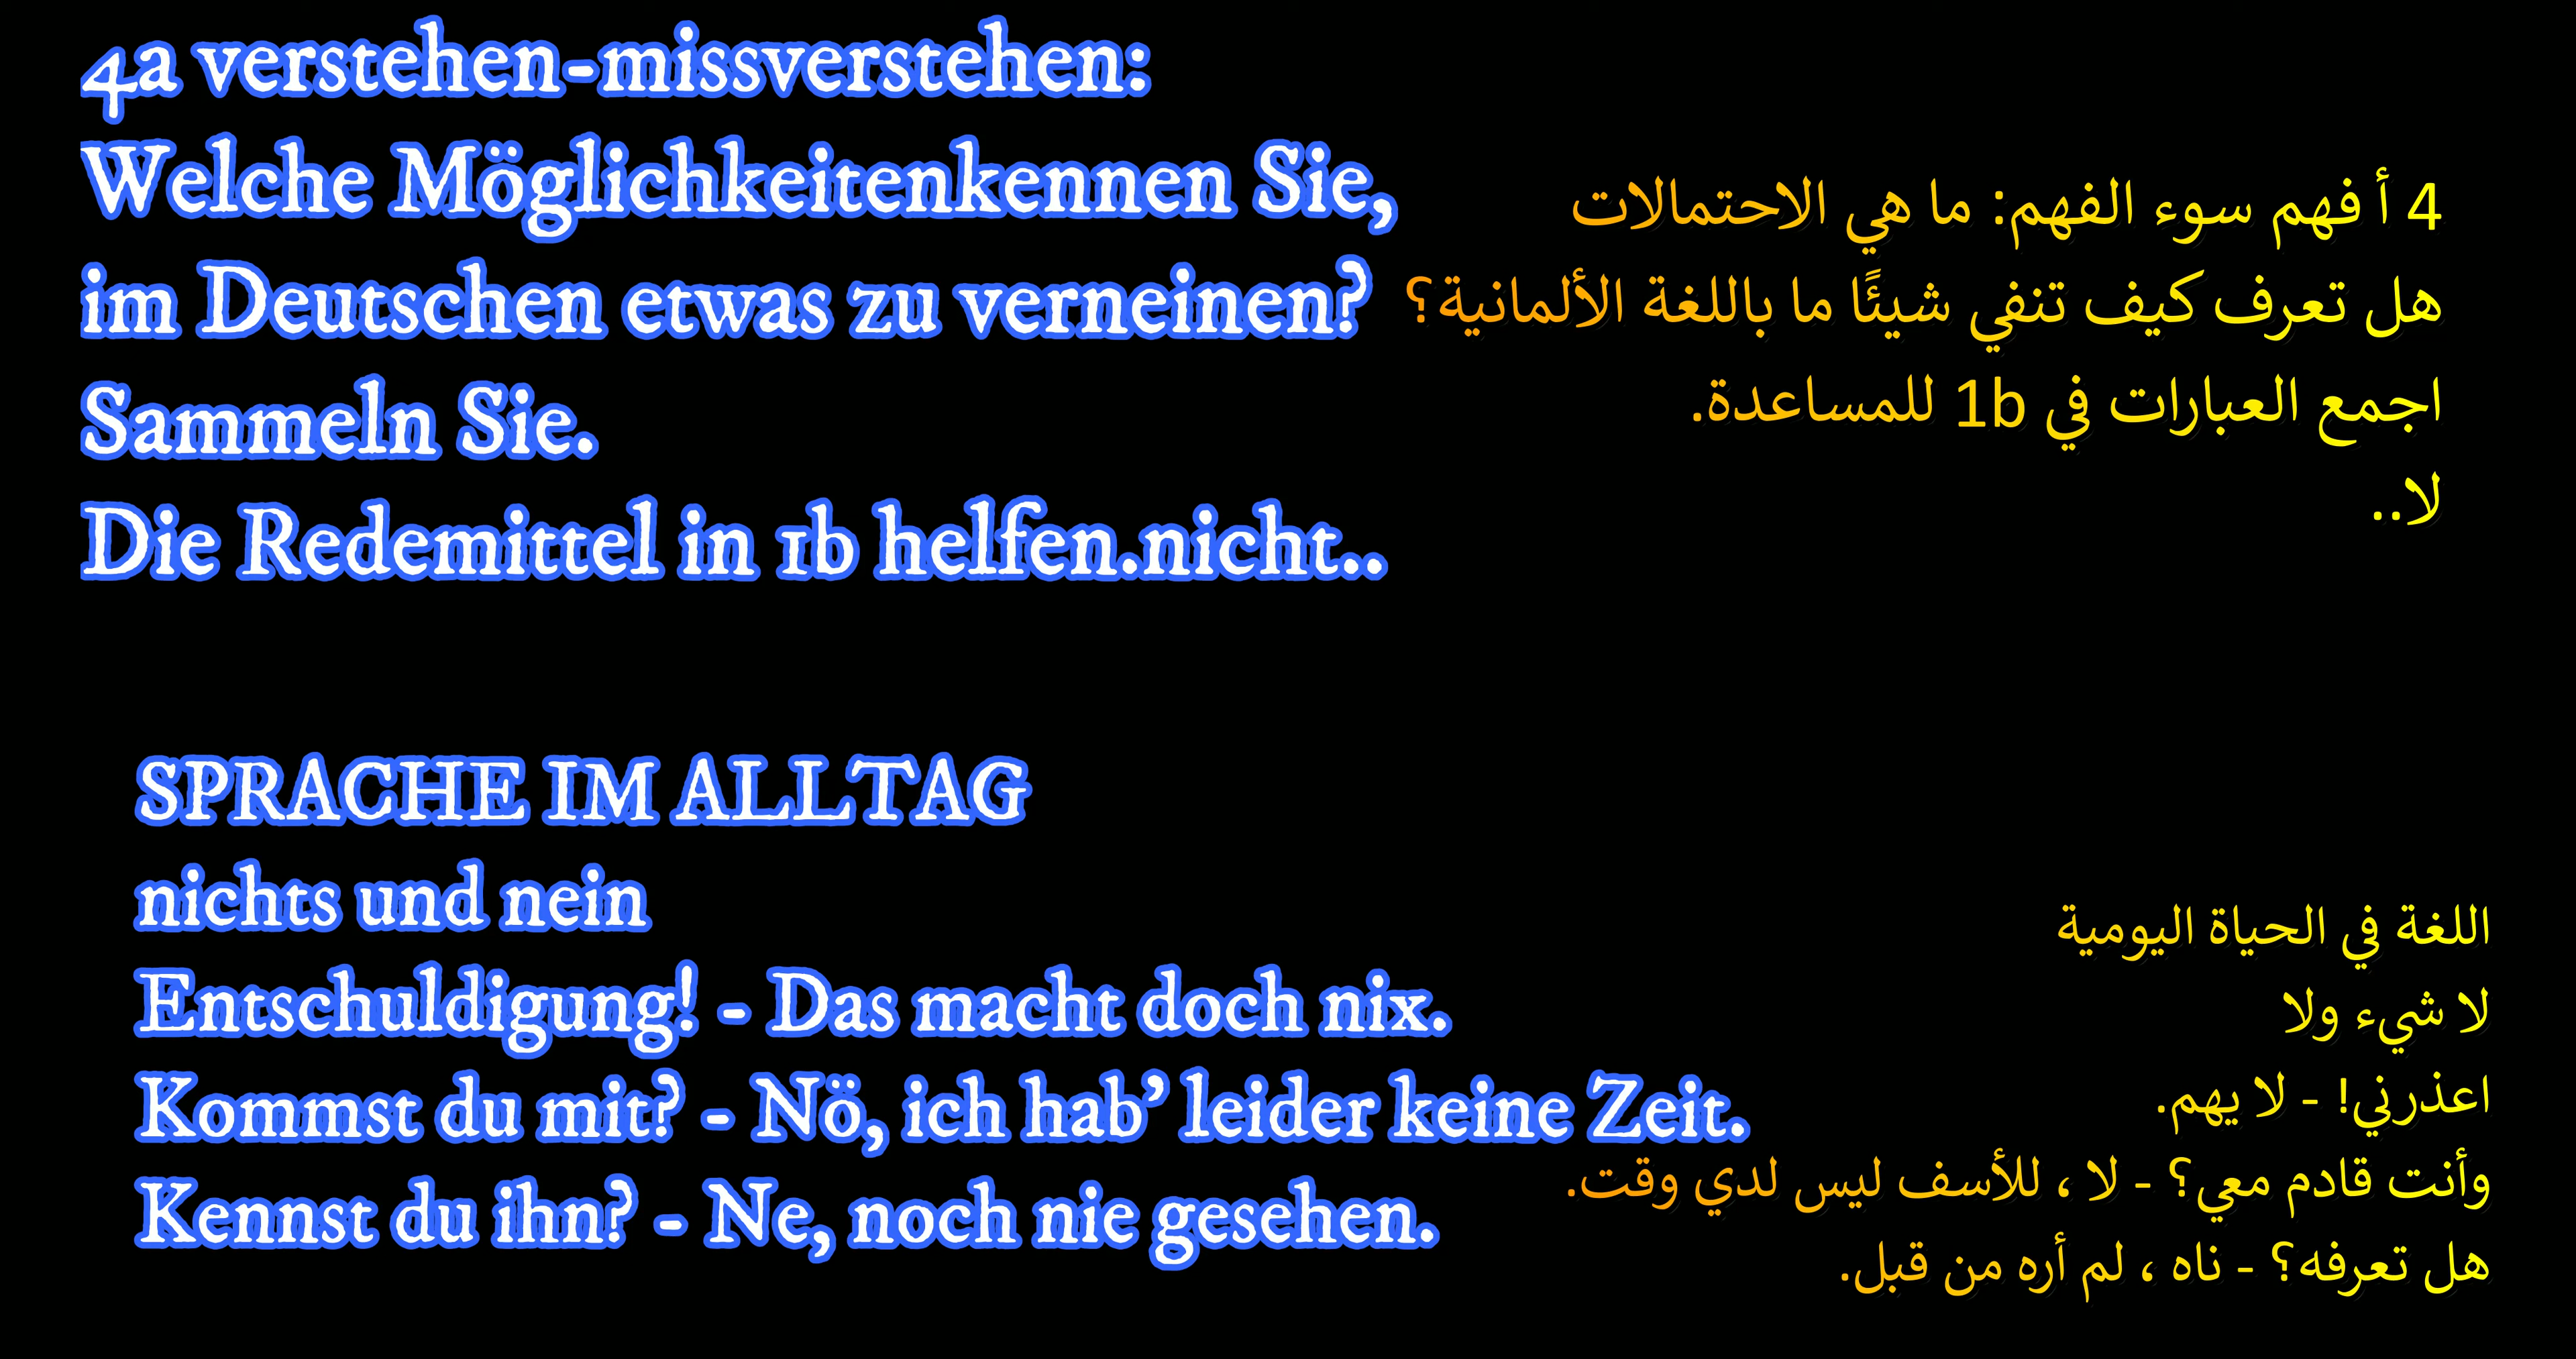 4a verstehen-missverstehen:
Welche Möglichkeitenkennen Sie,
im Deutschen etwas zu verneinen?
Sammeln Sie.
Die Redemittel in 1b helfen.nicht..
4 أ فهم سوء الفهم: ما هي الاحتمالات
هل تعرف كيف تنفي شيئًا ما باللغة الألمانية؟
اجمع العبارات في 1b للمساعدة.
لا..
SPRACHE IM ALLTAG
nichts und nein
Entschuldigung! - Das macht doch nix.
Kommst du mit? - Nö, ich hab’ leider keine Zeit.
Kennst du ihn? - Ne, noch nie gesehen.
اللغة في الحياة اليومية
لا شيء ولا
اعذرني! - لا يهم.
وأنت قادم معي؟ - لا ، للأسف ليس لدي وقت.
هل تعرفه؟ - ناه ، لم أره من قبل.